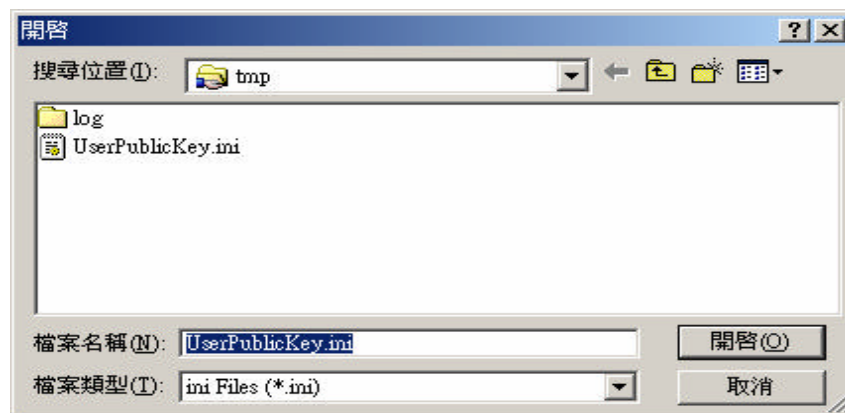 開啓
搜尋位置(I): tmp
log
UserPublicKey.ini
檔案名稱(N): UserPublicKey.ini 開啓(O)
檔案類型(T): ini Files (*.ini) 取消